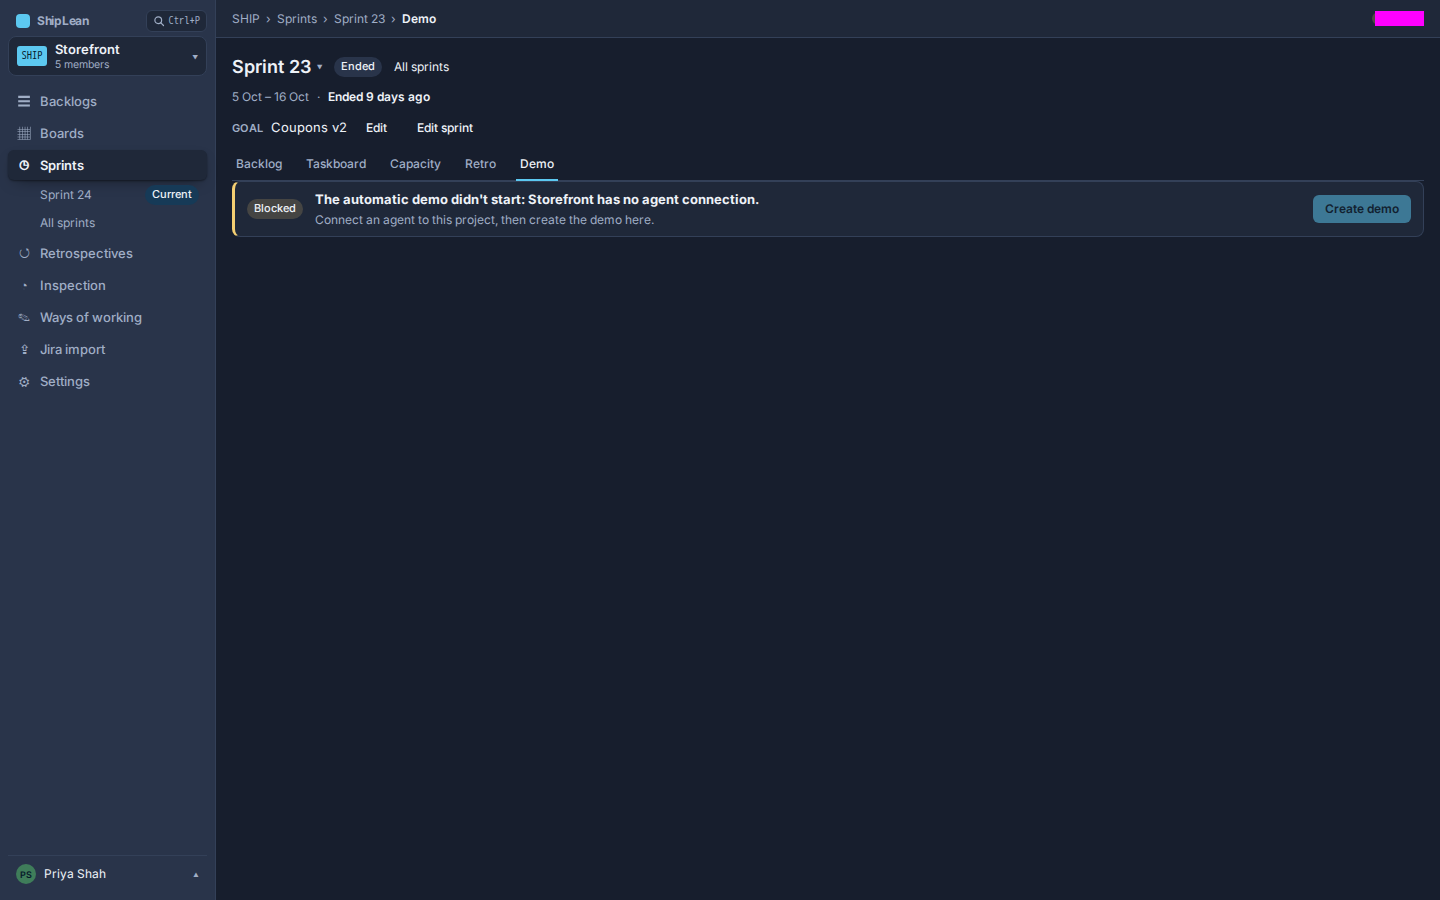 ShipLean
Ctrl+P
SHIP
Storefront
5 members
Backlogs
Boards
Sprints
Sprint 24
Current
All sprints
Retrospectives
Inspection
Ways of working
Jira import
Settings
PS
Priya Shah
SHIP › Sprints › Sprint 23 › Demo
Sprint 23
Ended
All sprints
5 Oct – 16 Oct · Ended 9 days ago
GOAL Coupons v2 Edit Edit sprint
Backlog Taskboard Capacity Retro Demo
Blocked
The automatic demo didn't start: Storefront has no agent connection.
Connect an agent to this project, then create the demo here.
Create demo